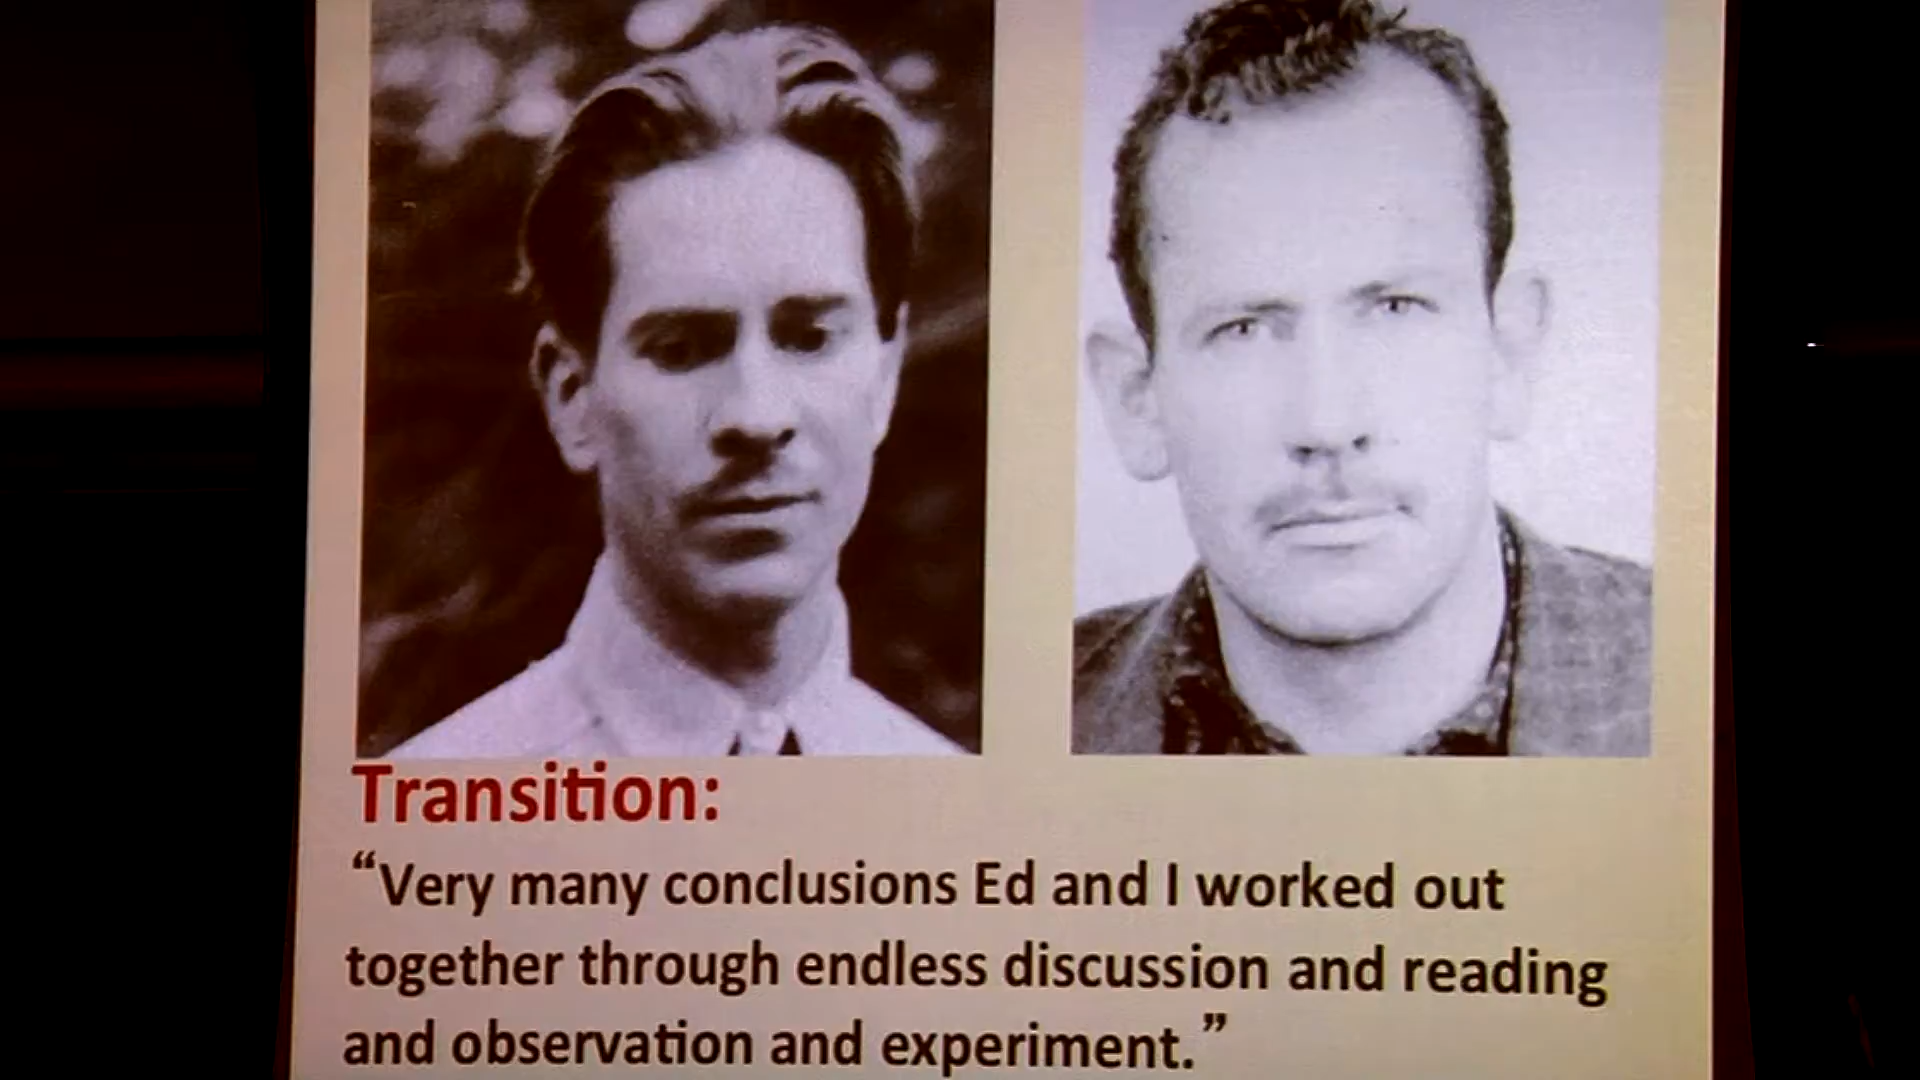 Transition:
“Very many conclusions Ed and I worked out
together through endless discussion and reading
and observation and experiment.”